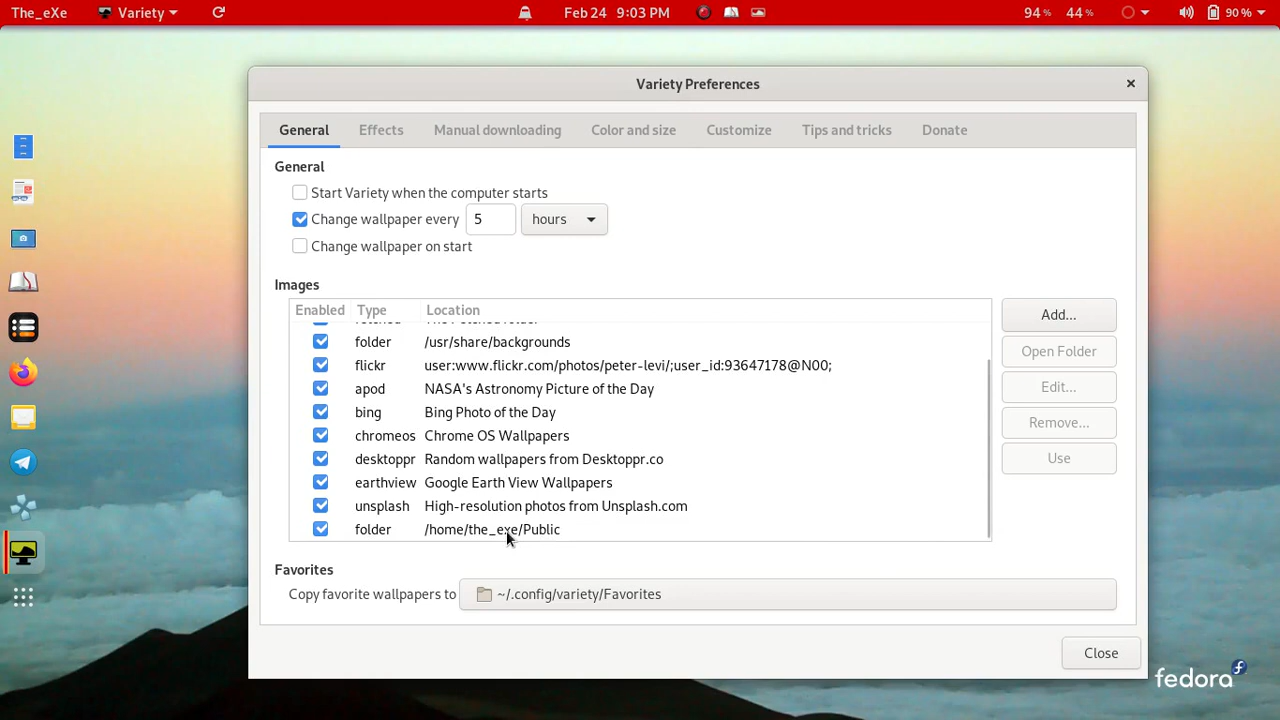 The_eXe Variety Feb 24 9:03 PM 94 % 44 % 90 %
Variety Preferences ×
General Effects Manual downloading Color and size Customize Tips and tricks Donate
General
Start Variety when the computer starts
Change wallpaper every 5 hours
Change wallpaper on start
Images
Enabled Type Location
Add...
folder /usr/share/backgrounds
Open Folder
flickr user:www.flickr.com/photos/peter-levi/;user_id:93647178@N00;
apod NASA's Astronomy Picture of the Day
Edit...
bing Bing Photo of the Day
Remove...
chromeos Chrome OS Wallpapers
desktoppr Random wallpapers from Desktoppr.co
Use
earthview Google Earth View Wallpapers
unsplash High-resolution photos from Unsplash.com
folder /home/the_exe/Public
Favorites
Copy favorite wallpapers to ~/.config/variety/Favorites
Close
fedora